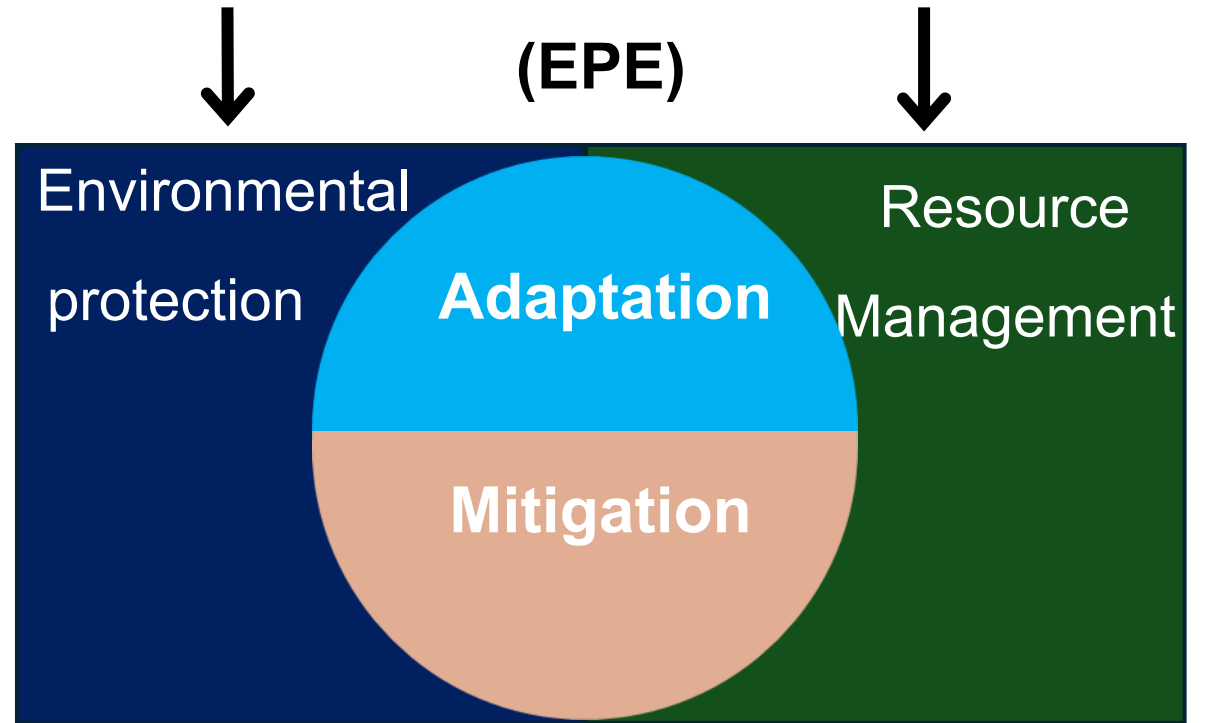 (EPE)
Environmental
protection
Resource
Management
Adaptation
Mitigation